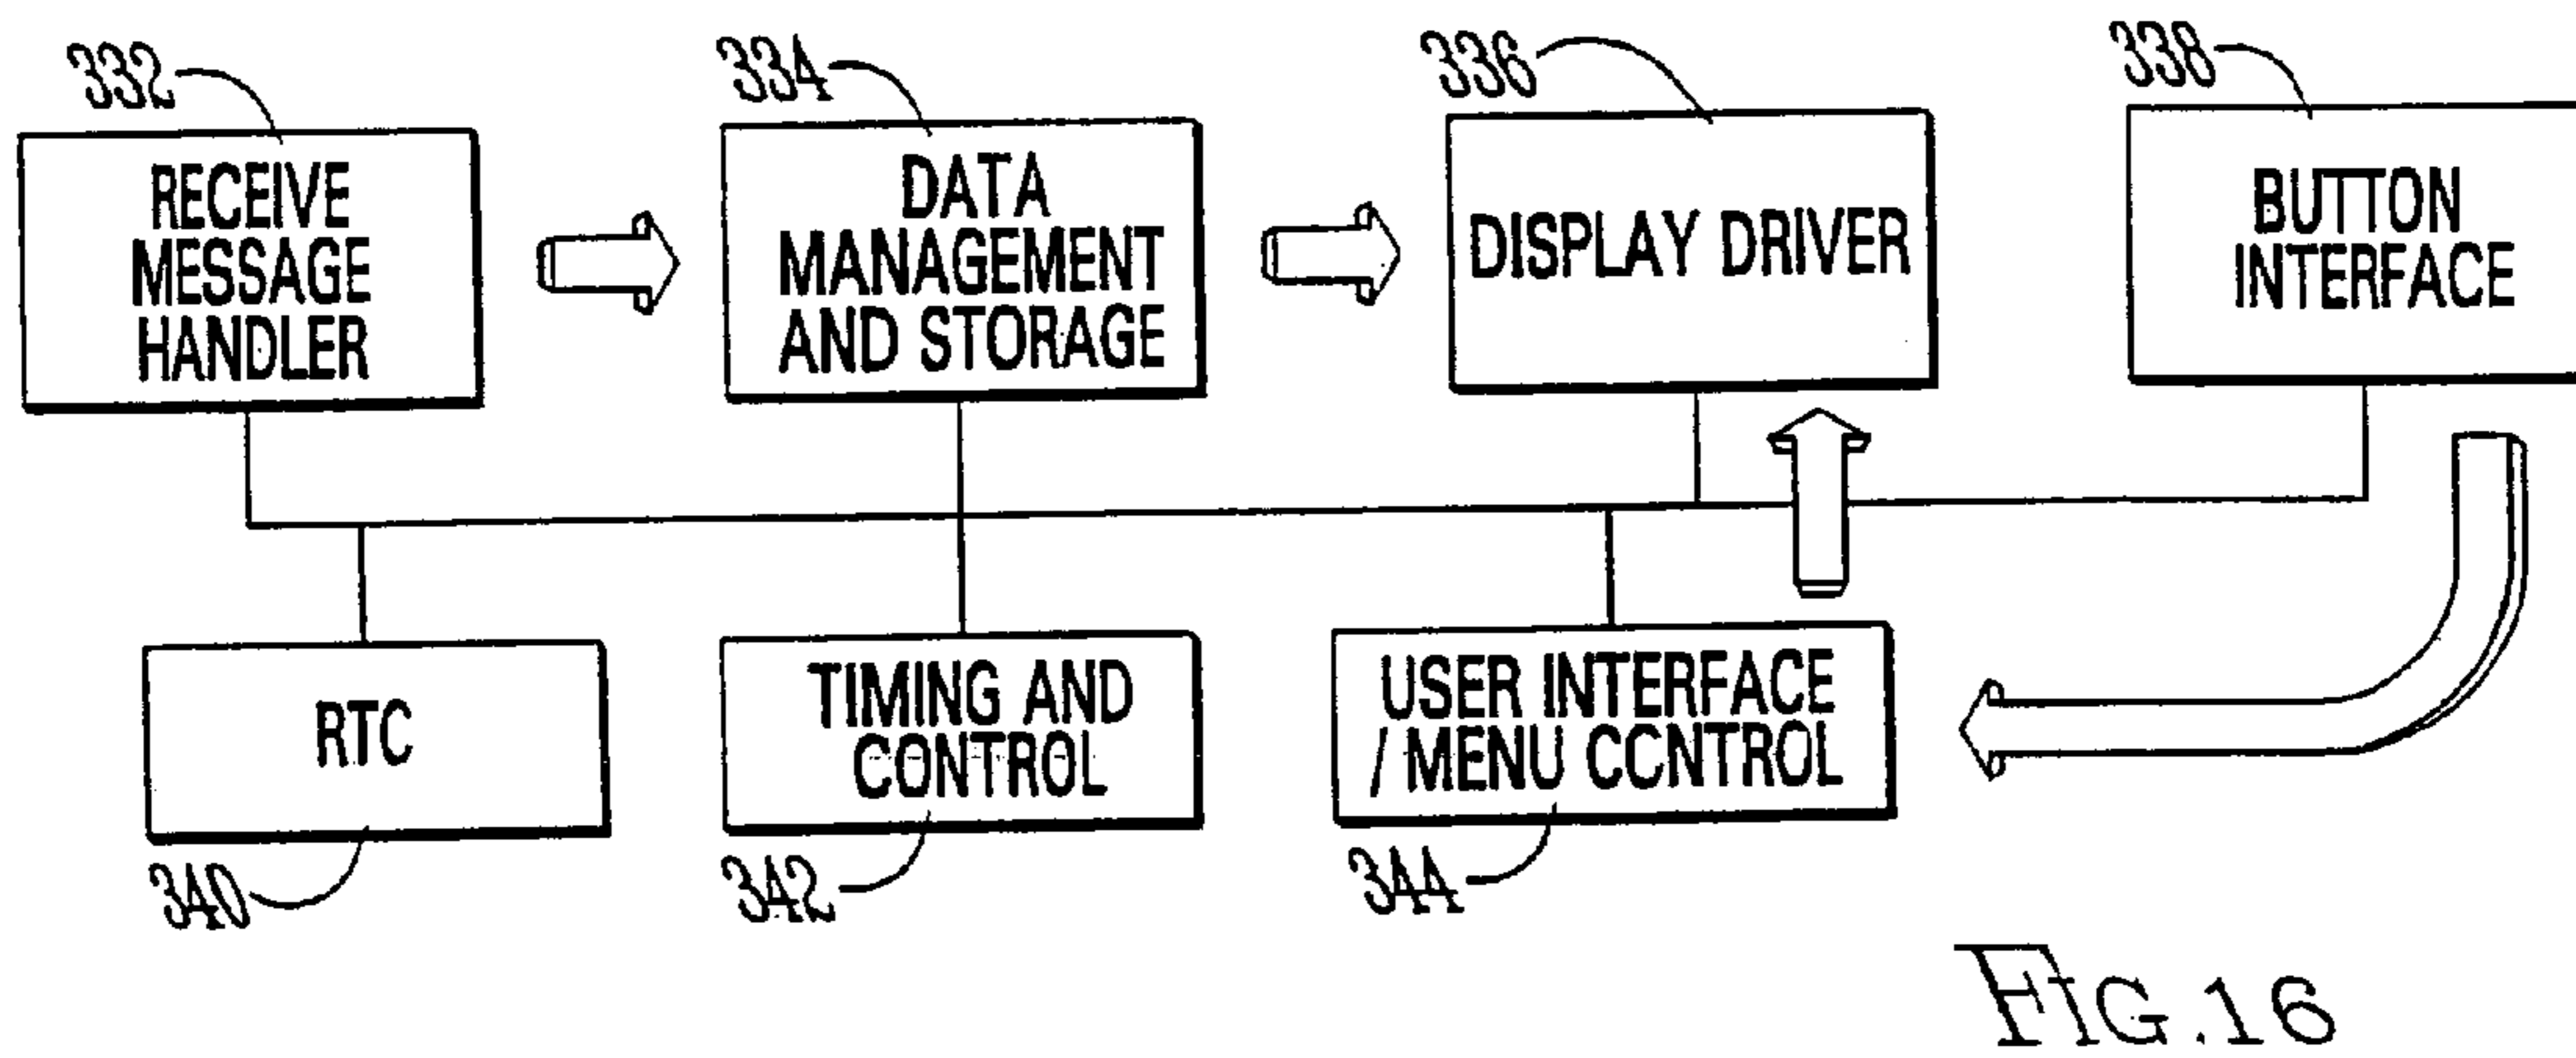 332
334
336
338
RECEIVE
MESSAGE
HANDLER
DATA
MANAGEMENT
AND STORAGE
DISPLAY DRIVER
BUTTON
INTERFACE
RTC
TIMING AND
CONTROL
USER INTERFACE
/ MENU CONTROL
340
342
344
FIG.16